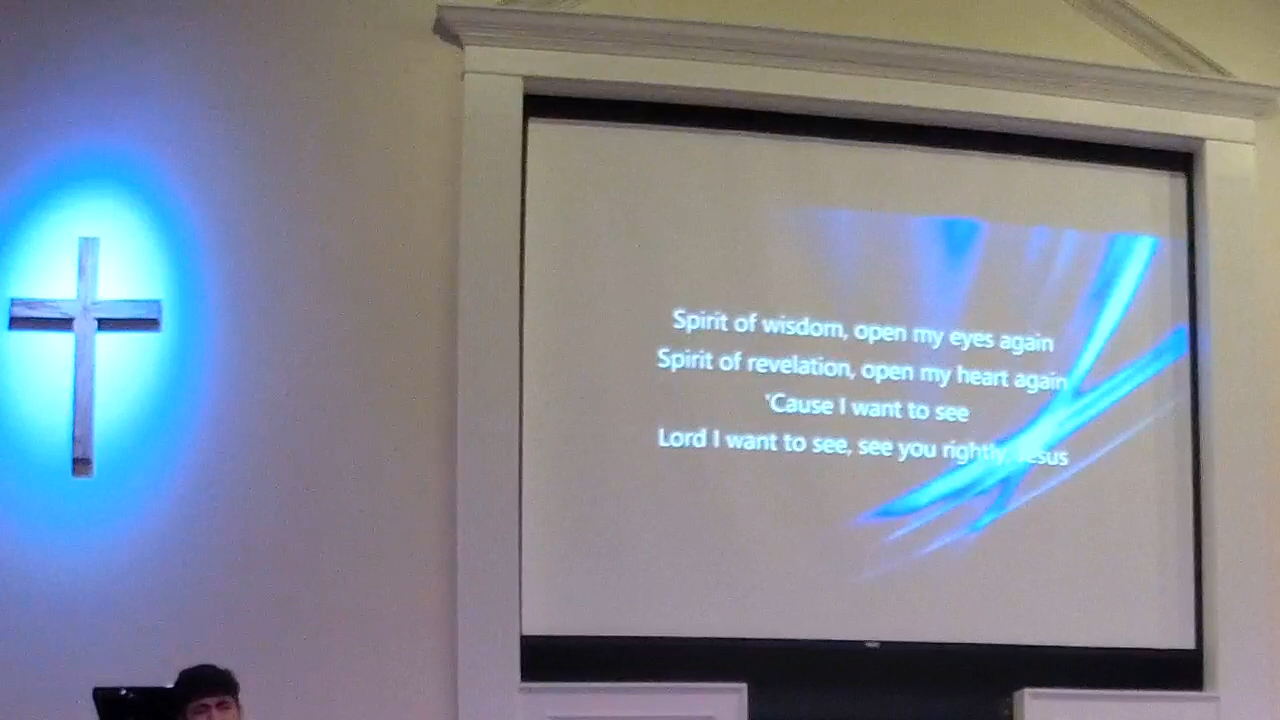 Spirit of wisdom, open my eyes again
Spirit of revelation, open my heart again
'Cause I want to see
Lord I want to see, see you rightly Jesus